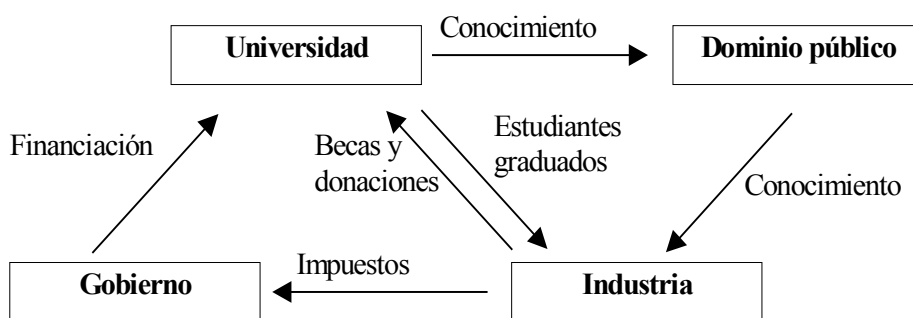 Conocimiento
Universidad
Dominio público
Financiación
Becas y
donaciones
Estudiantes
graduados
Conocimiento
Impuestos
Gobierno
Industria